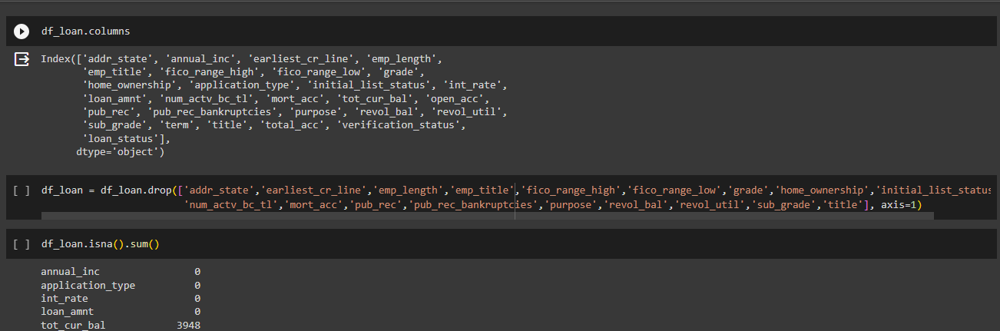 df_loan.columns
Index(['addr_state', 'annual_inc', 'earliest_cr_line', 'emp_length',
'emp_title', 'fico_range_high', 'fico_range_low', 'grade',
'home_ownership', 'application_type', 'initial_list_status', 'int_rate',
'loan_amnt', 'num_actv_bc_tl', 'mort_acc', 'tot_cur_bal', 'open_acc',
'pub_rec', 'pub_rec_bankruptcies', 'purpose', 'revol_bal', 'revol_util',
'sub_grade', 'term', 'title', 'total_acc', 'verification_status',
'loan_status'],
dtype='object')
[ ] df_loan = df_loan.drop(['addr_state','earliest_cr_line','emp_length','emp_title','fico_range_high','fico_range_low','grade','home_ownership','initial_list_status
'num_actv_bc_tl','mort_acc','pub_rec','pub_rec_bankruptcies','purpose','revol_bal','revol_util','sub_grade','title'], axis=1)
[ ] df_loan.isna().sum()
annual_inc 0
application_type 0
int_rate 0
loan_amnt 0
tot_cur_bal 3948